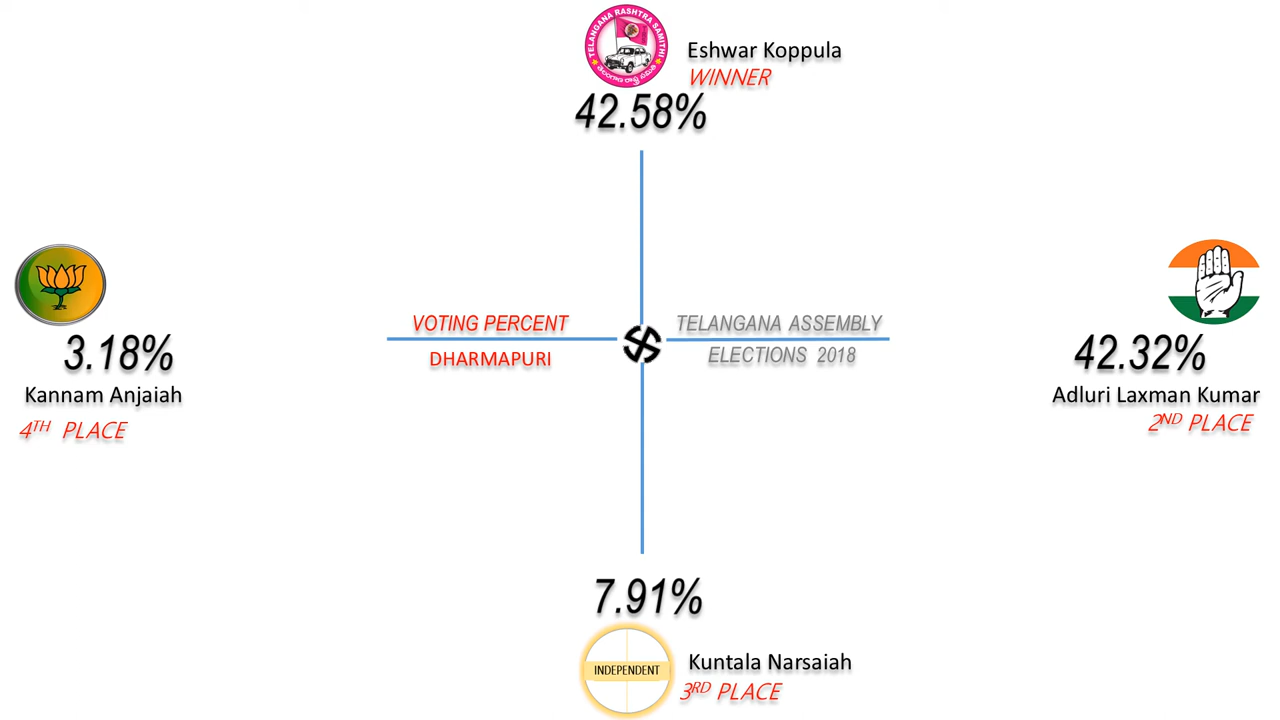 TELANGANA RASHTRA SAMITHI
తెలంగాణ రాష్ట్ర సమితి
Eshwar Koppula
WINNER
42.58%
3.18%
Kannam Anjaiah
4TH PLACE
VOTING PERCENT
DHARMAPURI
TELANGANA ASSEMBLY
ELECTIONS 2018
42.32%
Adluri Laxman Kumar
2ND PLACE
7.91%
INDEPENDENT
Kuntala Narsaiah
3RD PLACE